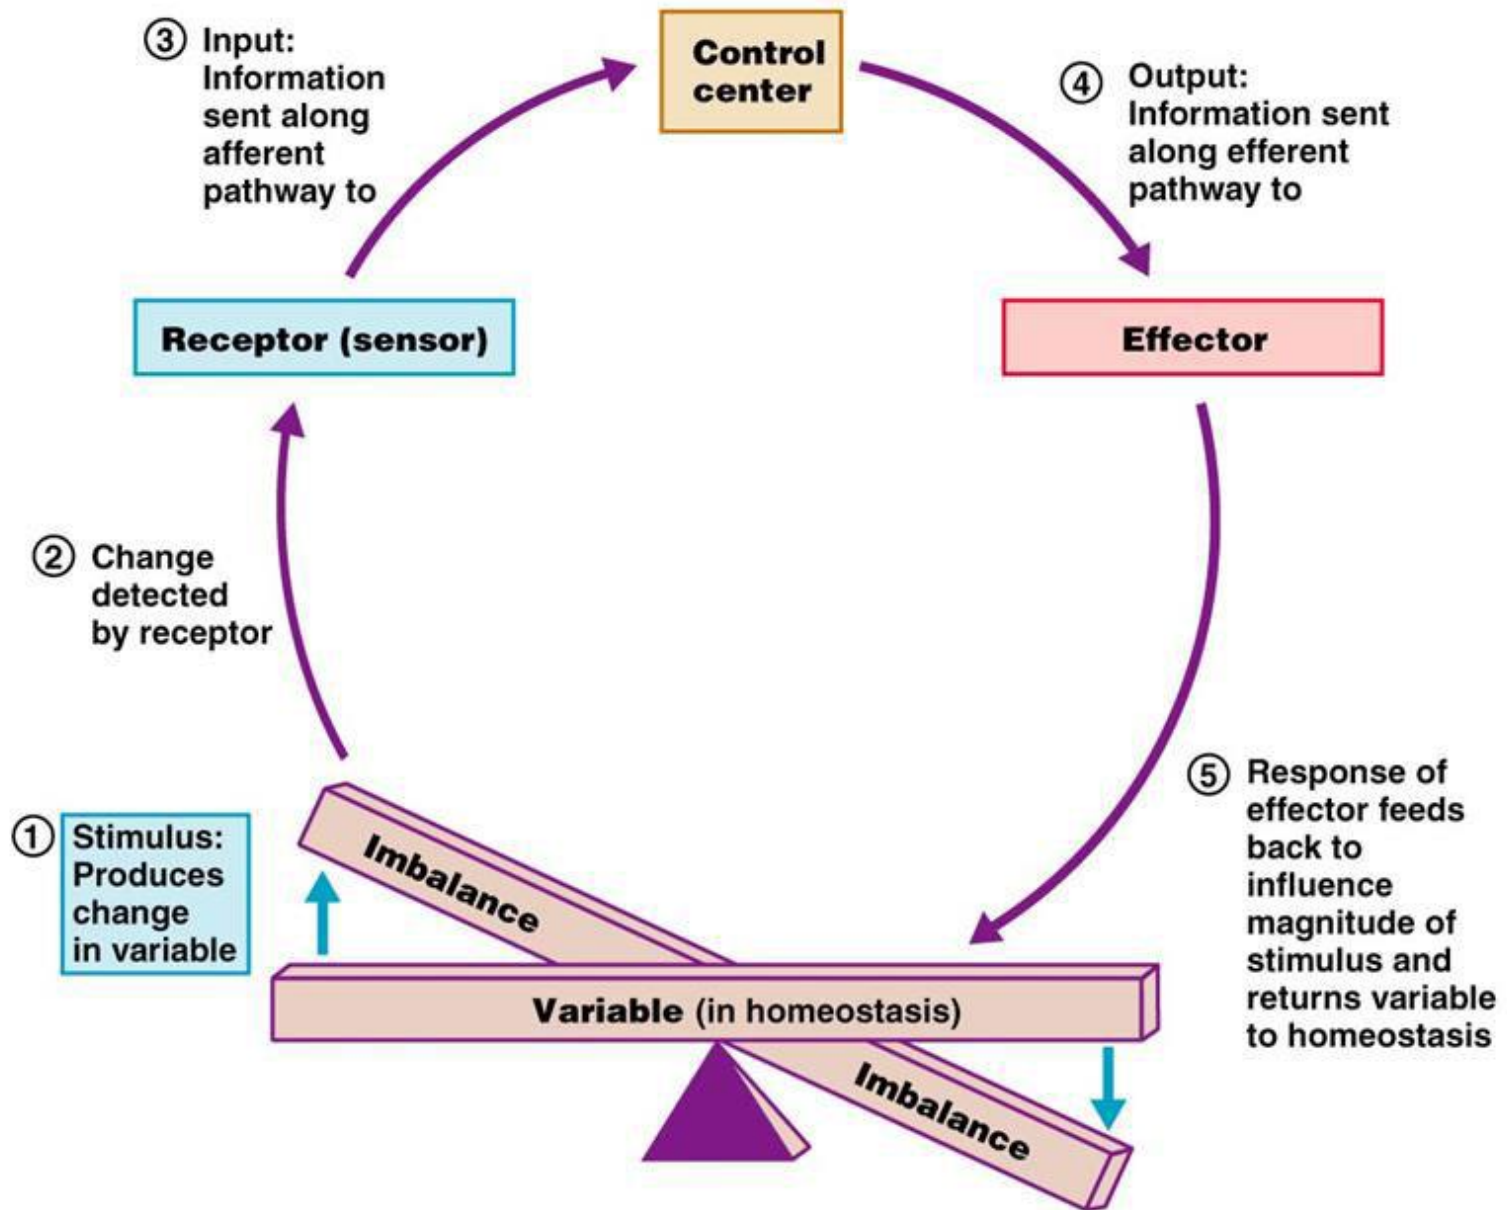 Control
center
③ Input:
Information
sent along
afferent
pathway to
④ Output:
Information sent
along efferent
pathway to
Receptor (sensor)
Effector
② Change
detected
by receptor
① Stimulus:
Produces
change
in variable
Imbalance
Variable (in homeostasis)
Imbalance
⑤ Response of
effector feeds
back to
influence
magnitude of
stimulus and
returns variable
to homeostasis